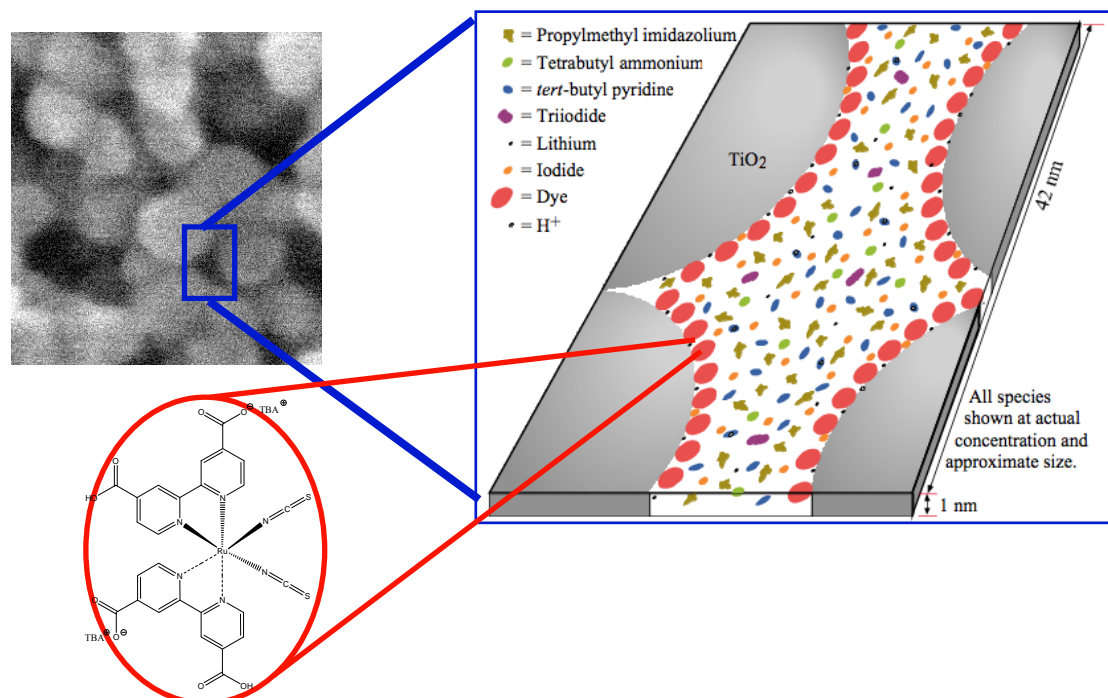 = Propylmethyl imidazolium
= Tetrabutyl ammonium
= tert-butyl pyridine
= Triiodide
= Lithium
= Iodide
= Dye
= H+
TiO2
42 nm
All species
shown at actual
concentration and
approximate size.
1 nm
O
O⊖ TBA⊕
O
HO
N
N
N
C
S
Ru
N
C
S
N
N
O
O⊖
TBA⊕
O
OH